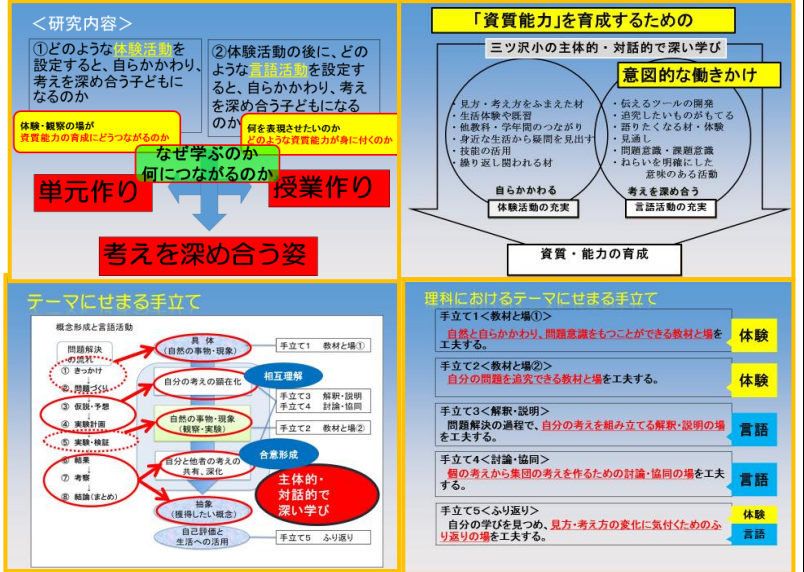 ＜研究内容＞
①どのような体験活動を
設定すると、自らかかわり、
考えを深め合う子どもに
なるのか
②体験活動の後に、どの
ような言語活動を設定す
ると、自らかかわり、考え
を深め合う子どもになる
のか
体験・観察の場が
資質能力の育成にどうつながるのか
何を表現させたいのか
どのような資質能力が身に付くのか
なぜ学ぶのか
何につながるのか
単元作り
授業作り
考えを深め合う姿
「資質能力」を育成するための
三ツ沢小の主体的・対話的で深い学び
意図的な働きかけ
・見方・考え方をふまえた材
・生活体験や既習
・他教科・学年間のつながり
・身近な生活から疑問を見出す
・技能の活用
・繰り返し関われる材
・伝えるツールの開発
・追究したいものがもてる
・語りたくなる材・体験
・見通し
・問題意識・課題意識
・ねらいを明確にした
意味のある活動
自らかかわる
体験活動の充実
考えを深め合う
言語活動の充実
資質・能力の育成
テーマにせまる手立て
概念形成と言語活動
問題解決
の流れ
① きっかけ
② 問題づくり
③ 仮説・予想
④ 実験計画
⑤ 実験・検証
⑥ 結果
⑦ 考察
⑧ 結論(まとめ)
具 体
(自然の事物・現象)
自分の考えの顕在化
自然の事物・現象
(観察・実験)
自分と他者の考えの
共有、深化
抽象
(獲得したい概念)
自己評価と
生活への活用
相互理解
合意形成
主体的・
対話的で
深い学び
手立て1 教材と場①
手立て3 解釈・説明
手立て4 討論・協同
手立て2 教材と場②
手立て5 ふり返り
理科におけるテーマにせまる手立て
手立て1＜教材と場①＞
自然と自らかかわり、問題意識をもつことができる教材と場を
工夫する。
体験
手立て2＜教材と場②＞
自分の問題を追究できる教材と場を工夫する。
体験
手立て3＜解釈・説明＞
問題解決の過程で、自分の考えを組み立てる解釈・説明の場
を工夫する。
言語
手立て4＜討論・協同＞
個の考えから集団の考えを作るための討論・協同の場を工夫
する。
言語
手立て5＜ふり返り＞
自分の学びを見つめ、見方・考え方の変化に気付くためのふ
り返りの場を工夫する。
体験
言語